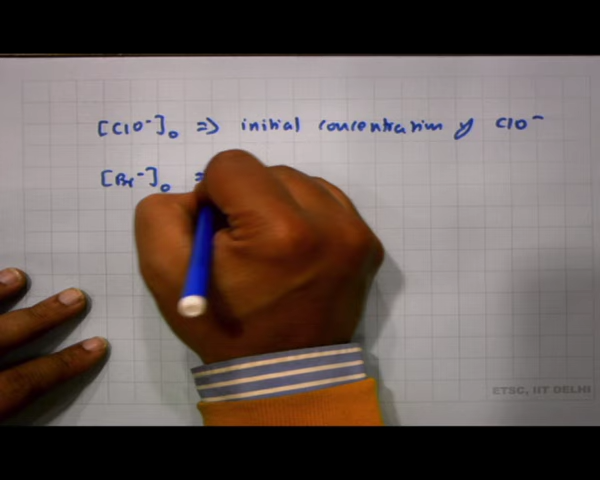 [ClO⁻]₀ ⇒ initial concentration of ClO⁻
[Br⁻]₀ ⇒
ETSC, IIT DELHI